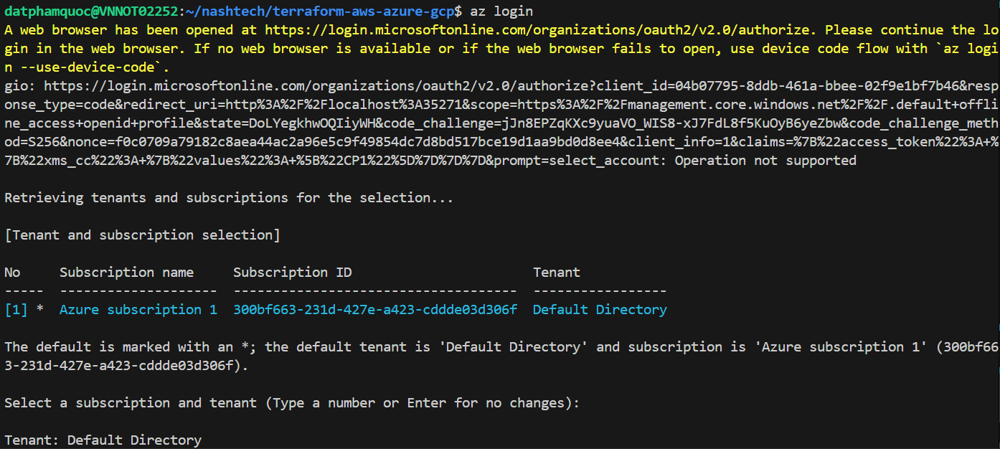 datphamquoc@VNNOT02252:~/nashtech/terraform-aws-azure-gcp$ az login
A web browser has been opened at https://login.microsoftonline.com/organizations/oauth2/v2.0/authorize. Please continue the lo
gin in the web browser. If no web browser is available or if the web browser fails to open, use device code flow with `az logi
n --use-device-code`.
gio: https://login.microsoftonline.com/organizations/oauth2/v2.0/authorize?client_id=04b07795-8ddb-461a-bbee-02f9e1bf7b46&resp
onse_type=code&redirect_uri=http%3A%2F%2Flocalhost%3A35271&scope=https%3A%2F%2Fmanagement.core.windows.net%2F%2F.default+offli
ne_access+openid+profile&state=DoLYegkhwOQIiyWH&code_challenge=jJn8EPZqKXc9yuaVO_WIS8-xJ7FdL8f5KuOyB6yeZbw&code_challenge_meth
od=S256&nonce=f0c0709a79182c8aea44ac2a96e5c9f49854dc7d8bd517bce19d1aa9bd0d8ee4&client_info=1&claims=%7B%22access_token%22%3A+%
7B%22xms_cc%22%3A+%7B%22values%22%3A+%5B%22CP1%22%5D%7D%7D%7D&prompt=select_account: Operation not supported
Retrieving tenants and subscriptions for the selection...
[Tenant and subscription selection]
No Subscription name Subscription ID Tenant
----- -------------------- ------------------------------------ -----------------
[1] * Azure subscription 1 300bf663-231d-427e-a423-cddde03d306f Default Directory
The default is marked with an *; the default tenant is 'Default Directory' and subscription is 'Azure subscription 1' (300bf66
3-231d-427e-a423-cddde03d306f).
Select a subscription and tenant (Type a number or Enter for no changes):
Tenant: Default Directory